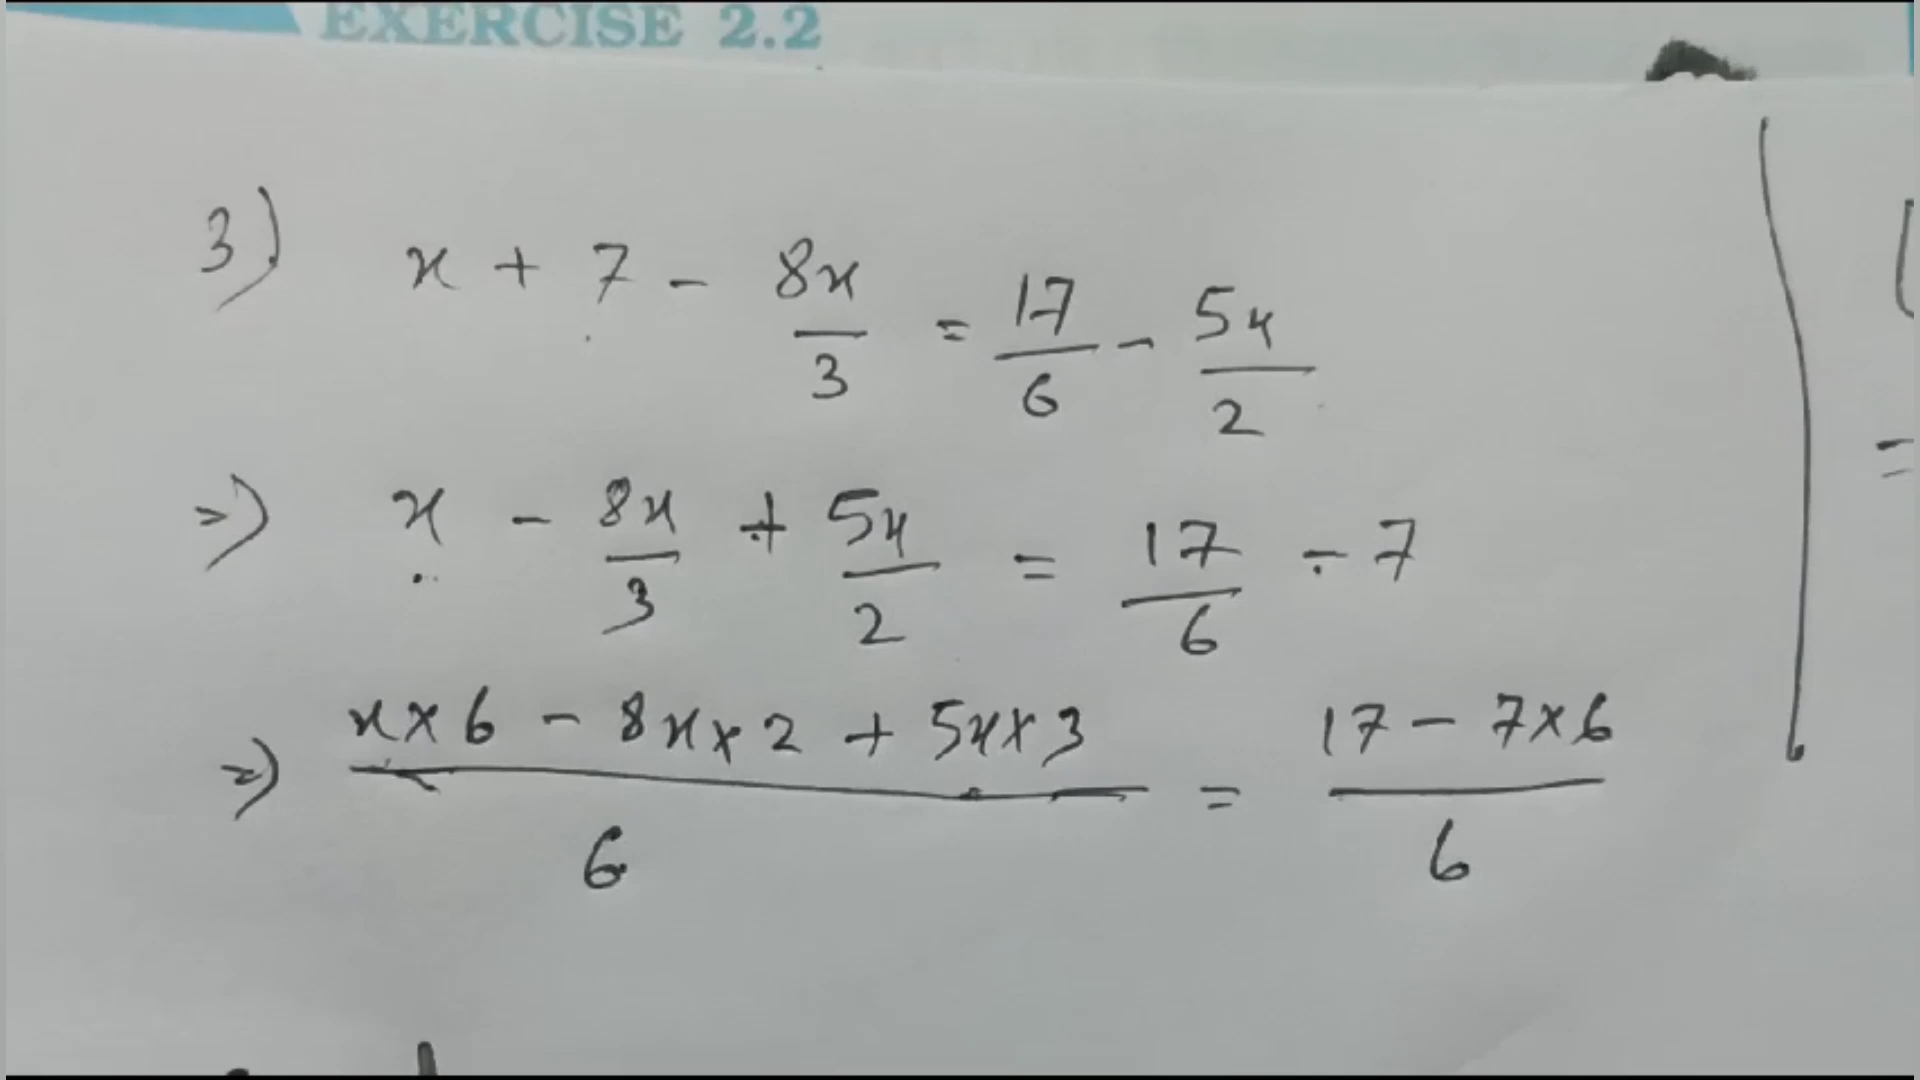 EXERCISE 2.2
3) x + 7 - 8x/3 = 17/6 - 5x/2
=> x - 8x/3 + 5x/2 = 17/6 - 7
=> (x×6 - 8x×2 + 5x×3)/6 = (17 - 7×6)/6